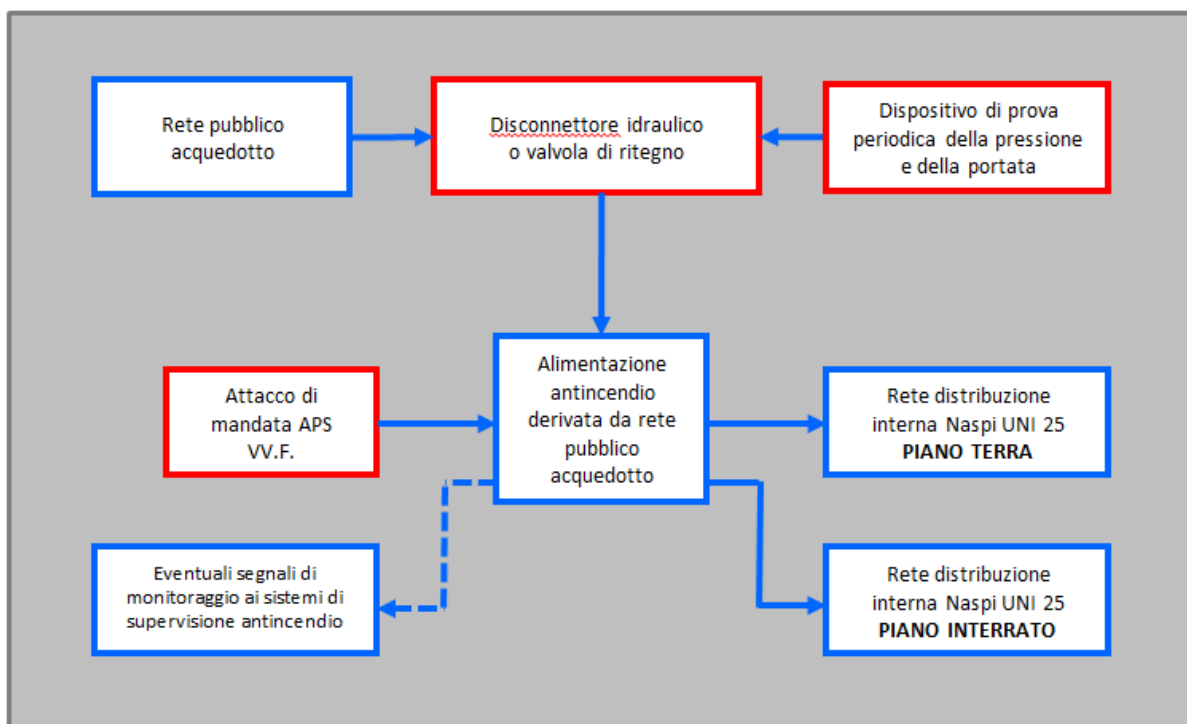 Rete pubblico
acquedotto
Disconnettore idraulico
o valvola di ritegno
Dispositivo di prova
periodica della pressione
e della portata
Attacco di
mandata APS
VV.F.
Alimentazione
antincendio
derivata da rete
pubblico
acquedotto
Rete distribuzione
interna Naspi UNI 25
PIANO TERRA
Eventuali segnali di
monitoraggio ai sistemi di
supervisione antincendio
Rete distribuzione
interna Naspi UNI 25
PIANO INTERRATO